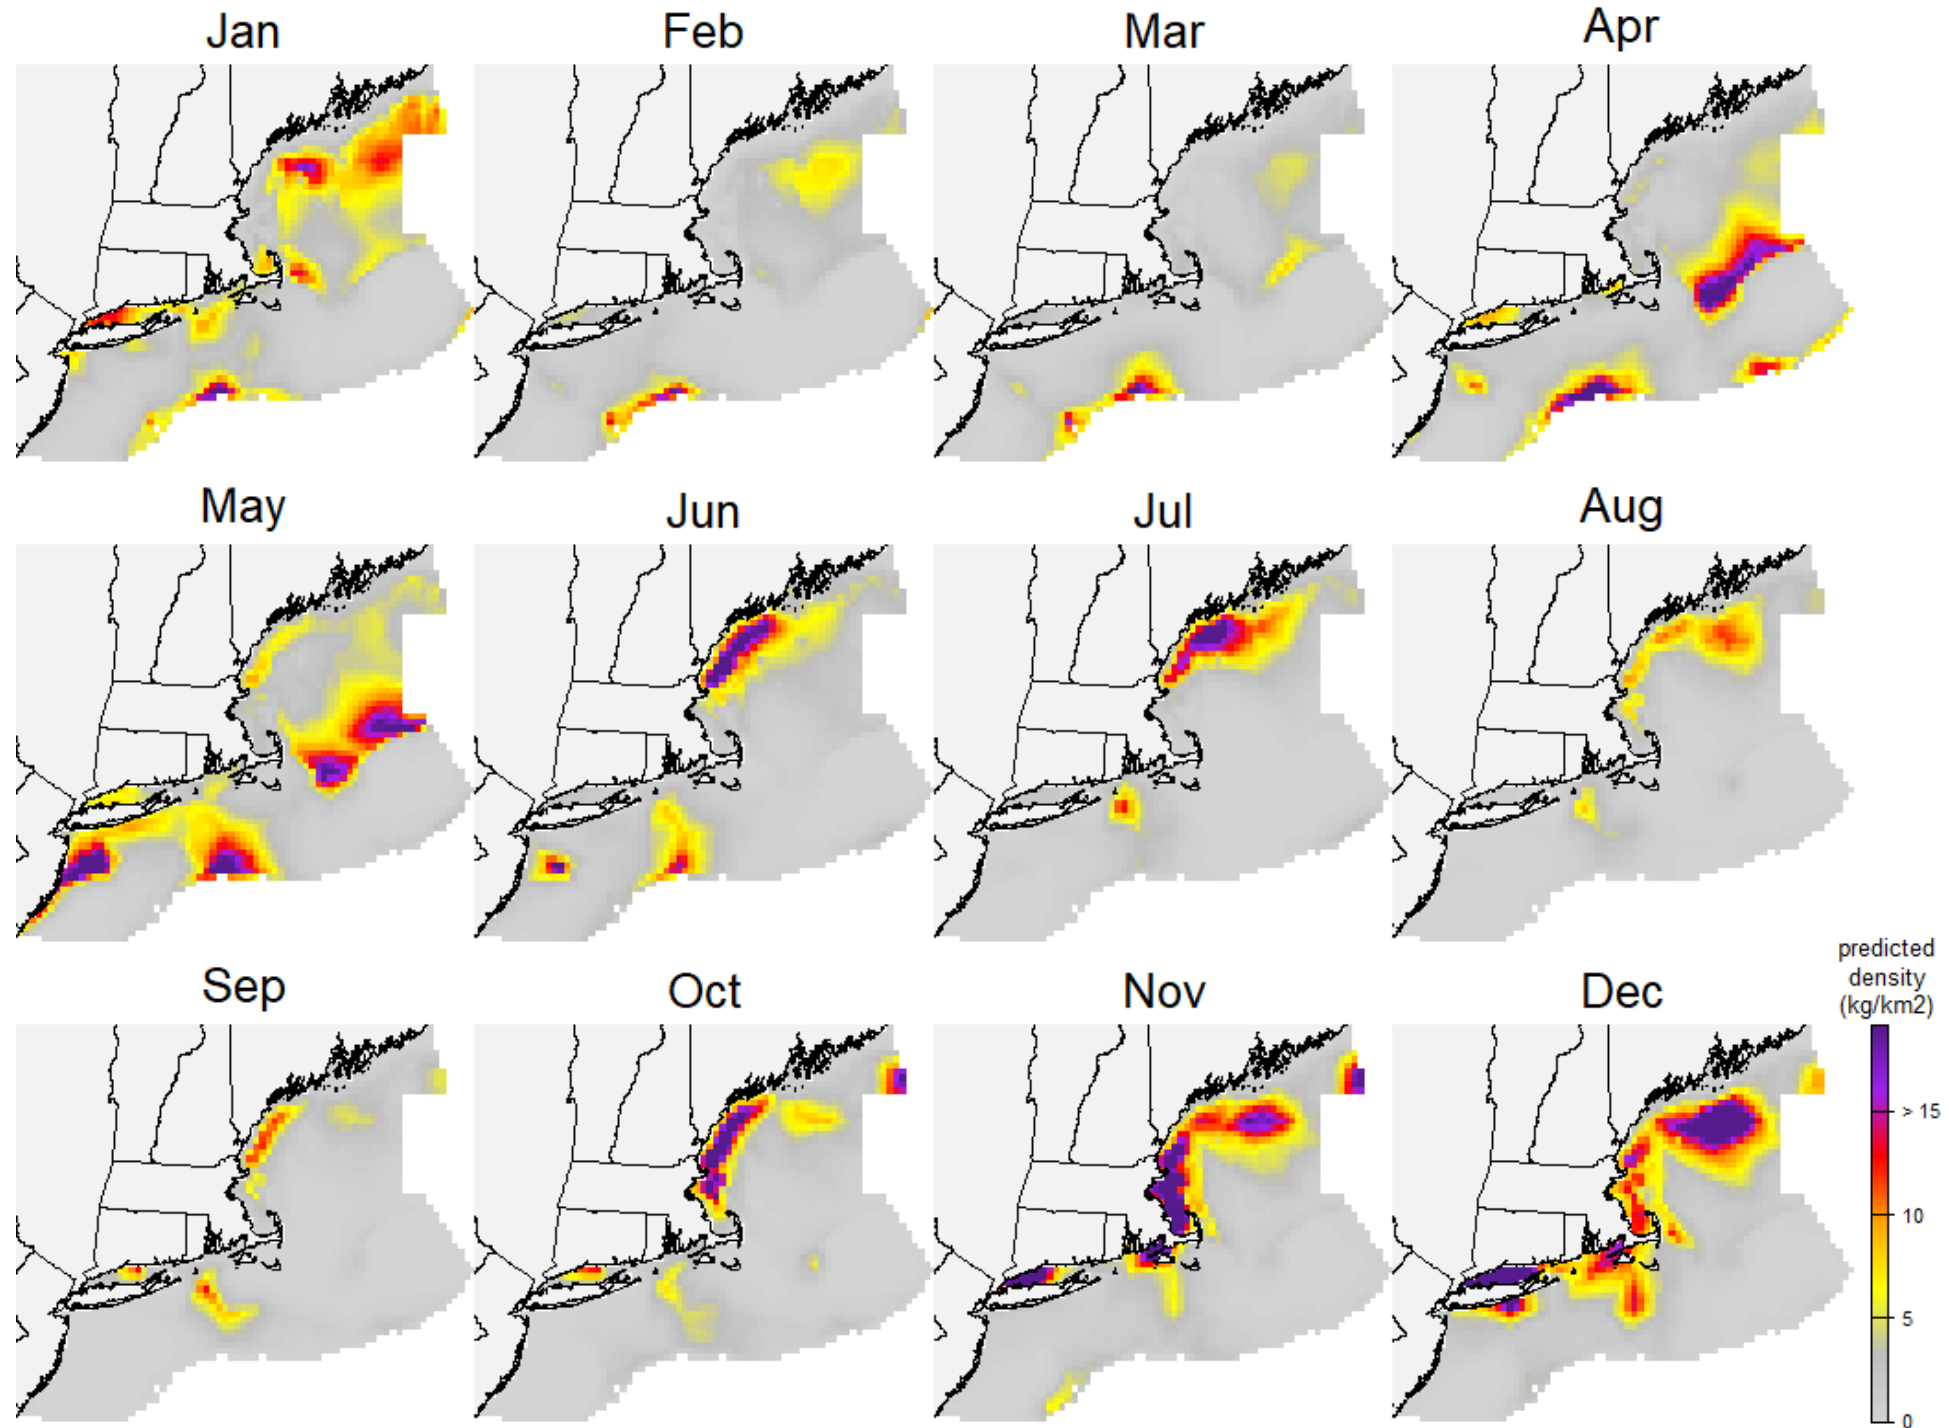 Jan
Feb
Mar
Apr
May
Jun
Jul
Aug
Sep
Oct
Nov
Dec
predicted
density
(kg/km2)
> 15
10
5
0